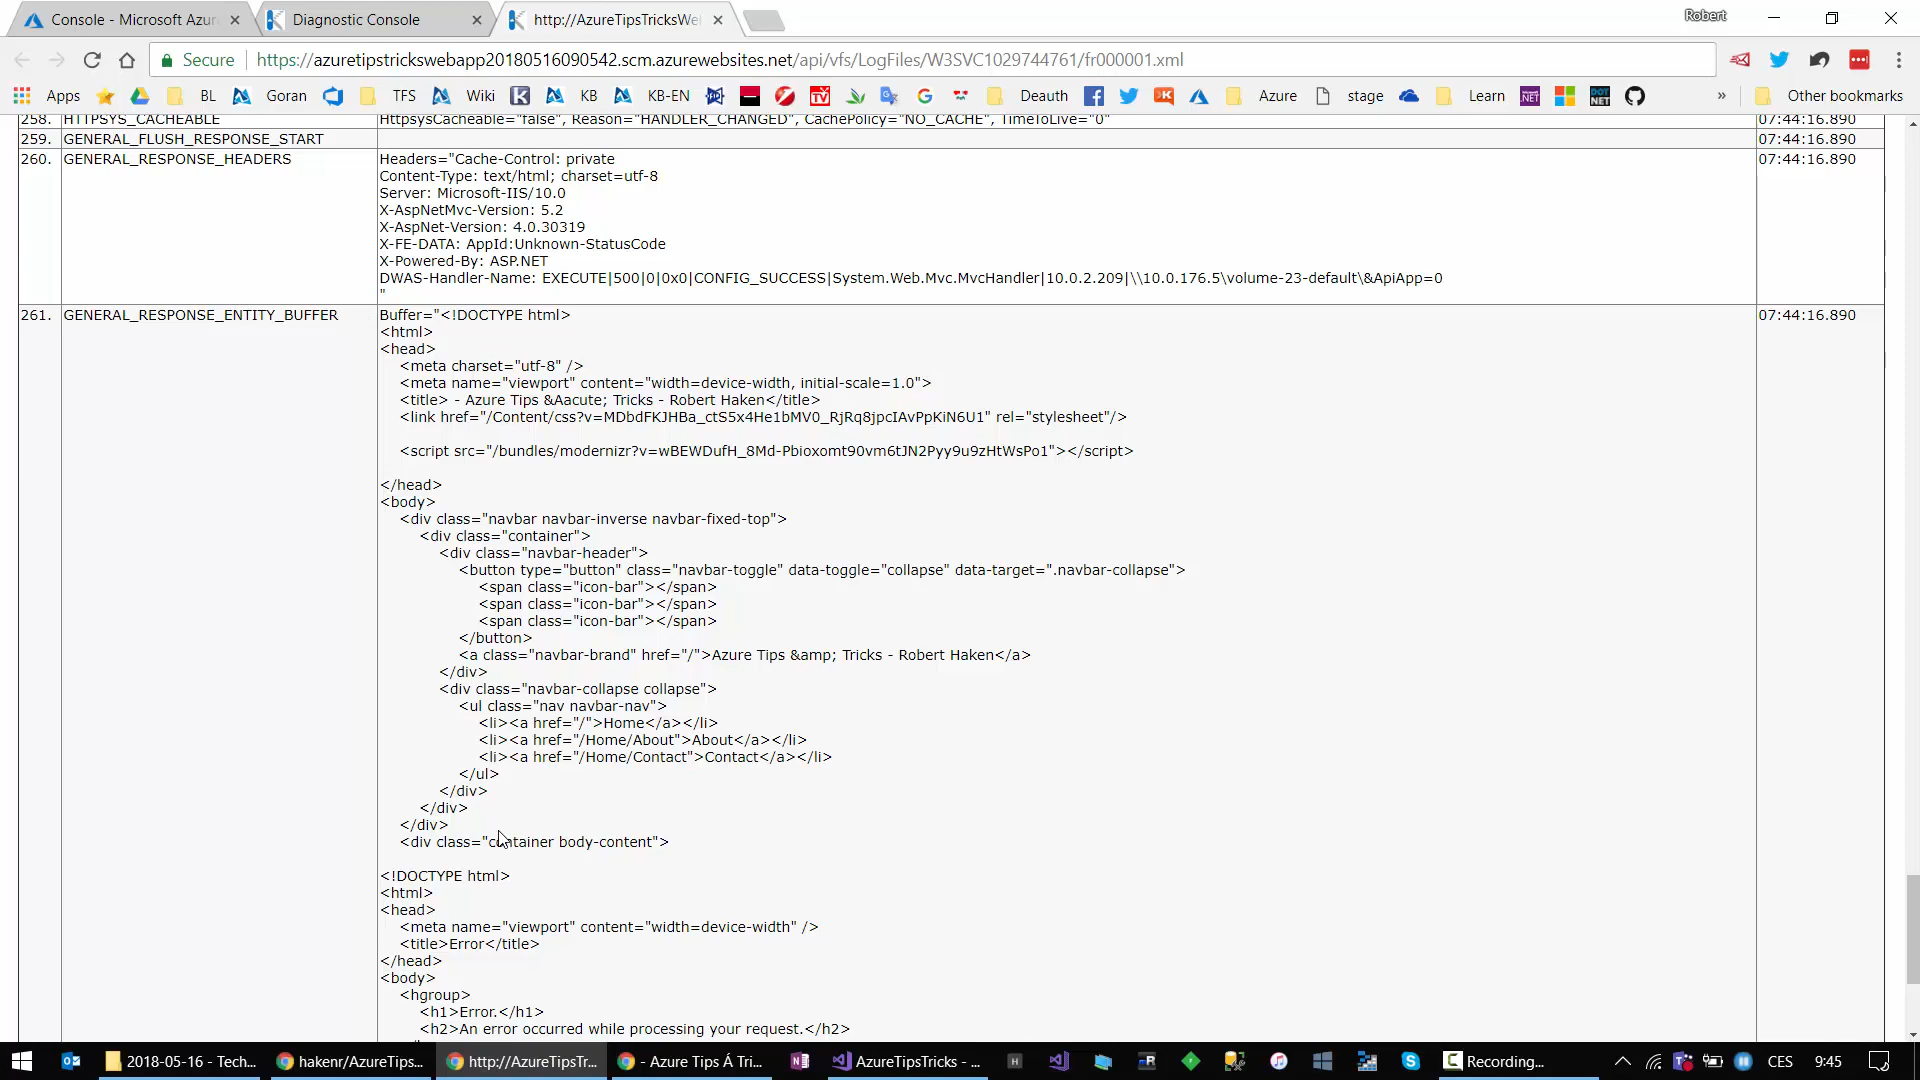 Console - Microsoft Azur
Diagnostic Console
http://AzureTipsTricksWe
Robert
Secure
https://azuretipstrickswebapp20180516090542.scm.azurewebsites.net/api/vfs/LogFiles/W3SVC1029744761/fr000001.xml
Apps BL Goran TFS Wiki KB KB-EN Deauth Azure stage Learn » Other bookmarks
258. HTTPSYS_CACHEABLE HttpsysCacheable="false", Reason="HANDLER_CHANGED", CachePolicy="NO_CACHE", TimeToLive="0" 07:44:16.890
259. GENERAL_FLUSH_RESPONSE_START 07:44:16.890
260. GENERAL_RESPONSE_HEADERS Headers="Cache-Control: private 07:44:16.890
Content-Type: text/html; charset=utf-8
Server: Microsoft-IIS/10.0
X-AspNetMvc-Version: 5.2
X-AspNet-Version: 4.0.30319
X-FE-DATA: AppId:Unknown-StatusCode
X-Powered-By: ASP.NET
DWAS-Handler-Name: EXECUTE|500|0|0x0|CONFIG_SUCCESS|System.Web.Mvc.MvcHandler|10.0.2.209|\\10.0.176.5\volume-23-default\&ApiApp=0
"
261. GENERAL_RESPONSE_ENTITY_BUFFER Buffer="<!DOCTYPE html> 07:44:16.890
<html>
<head>
<meta charset="utf-8" />
<meta name="viewport" content="width=device-width, initial-scale=1.0">
<title> - Azure Tips &Aacute; Tricks - Robert Haken</title>
<link href="/Content/css?v=MDbdFKJHBa_ctS5x4He1bMV0_RjRq8jpcIAvPpKiN6U1" rel="stylesheet"/>
<script src="/bundles/modernizr?v=wBEWDufH_8Md-Pbioxomt90vm6tJN2Pyy9u9zHtWsPo1"></script>
</head>
<body>
<div class="navbar navbar-inverse navbar-fixed-top">
<div class="container">
<div class="navbar-header">
<button type="button" class="navbar-toggle" data-toggle="collapse" data-target=".navbar-collapse">
<span class="icon-bar"></span>
<span class="icon-bar"></span>
<span class="icon-bar"></span>
</button>
<a class="navbar-brand" href="/">Azure Tips &amp; Tricks - Robert Haken</a>
</div>
<div class="navbar-collapse collapse">
<ul class="nav navbar-nav">
<li><a href="/">Home</a></li>
<li><a href="/Home/About">About</a></li>
<li><a href="/Home/Contact">Contact</a></li>
</ul>
</div>
</div>
</div>
<div class="container body-content">
<!DOCTYPE html>
<html>
<head>
<meta name="viewport" content="width=device-width" />
<title>Error</title>
</head>
<body>
<hgroup>
<h1>Error.</h1>
<h2>An error occurred while processing your request.</h2>
2018-05-16 - Tech... hakenr/AzureTips... http://AzureTipsTr... - Azure Tips Á Tri... AzureTipsTricks - ... Recording... CES 9:45